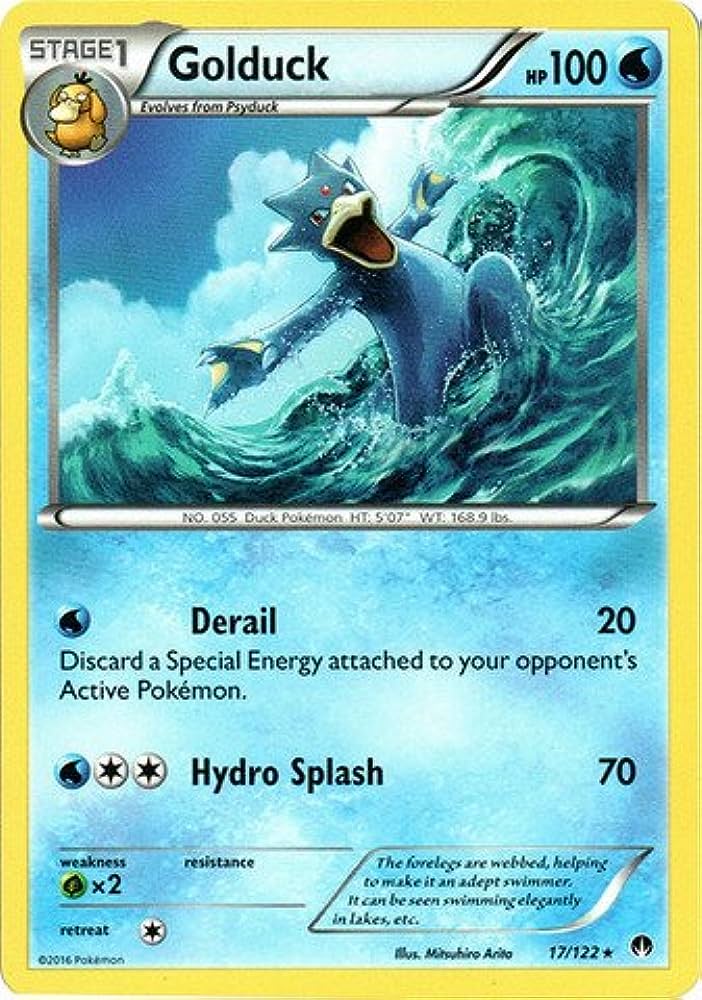 STAGE1
Golduck
HP100
Evolves from Psyduck
NO. 055 Duck Pokémon HT: 5'07" WT: 168.9 lbs.
Derail 20
Discard a Special Energy attached to your opponent's
Active Pokémon.
Hydro Splash 70
weakness resistance
×2
retreat
The forelegs are webbed, helping
to make it an adept swimmer.
It can be seen swimming elegantly
in lakes, etc.
©2016 Pokémon
Illus. Mitsuhiro Arita
17/122